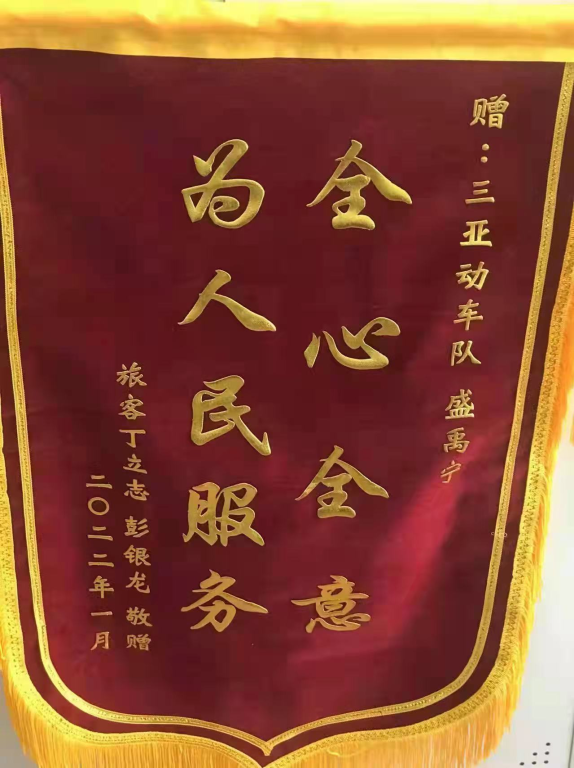 赠：三亚动车队 盛禹宁
全心全意
为人民服务
旅客丁立志 彭银龙 敬赠
二〇二二年一月